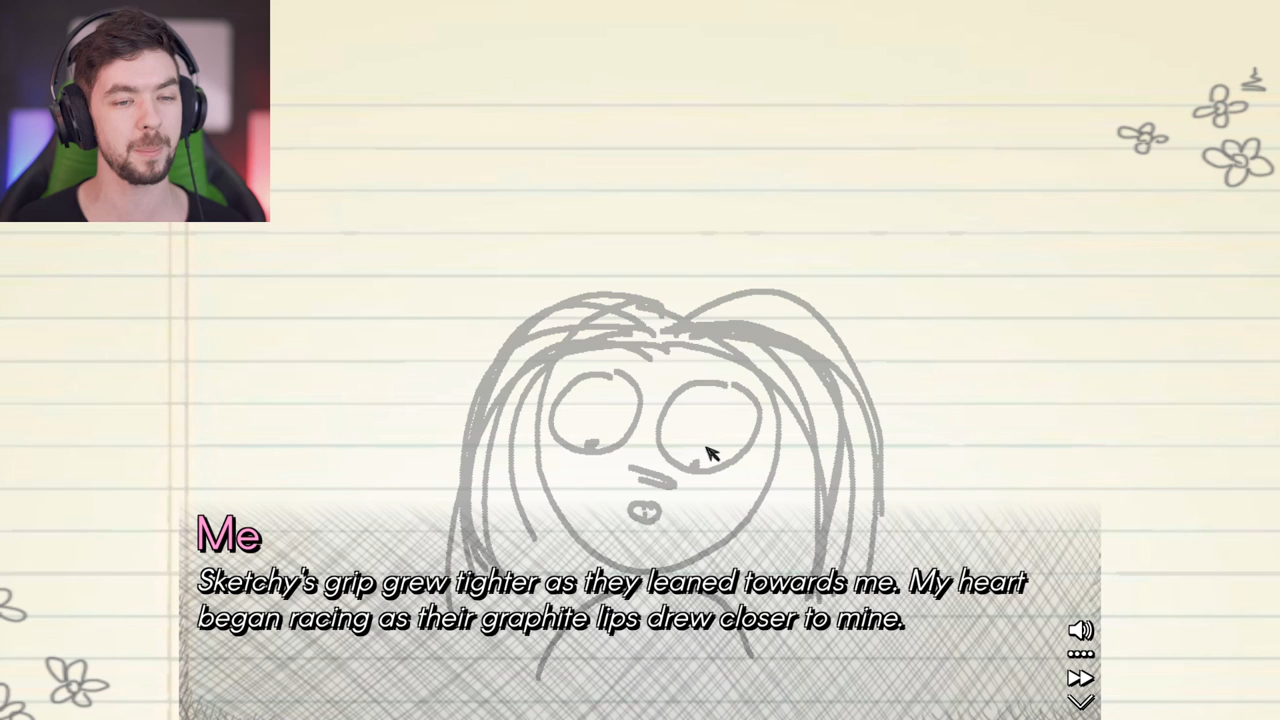 Me
Sketchy's grip grew tighter as they leaned towards me. My heart
began racing as their graphite lips drew closer to mine.